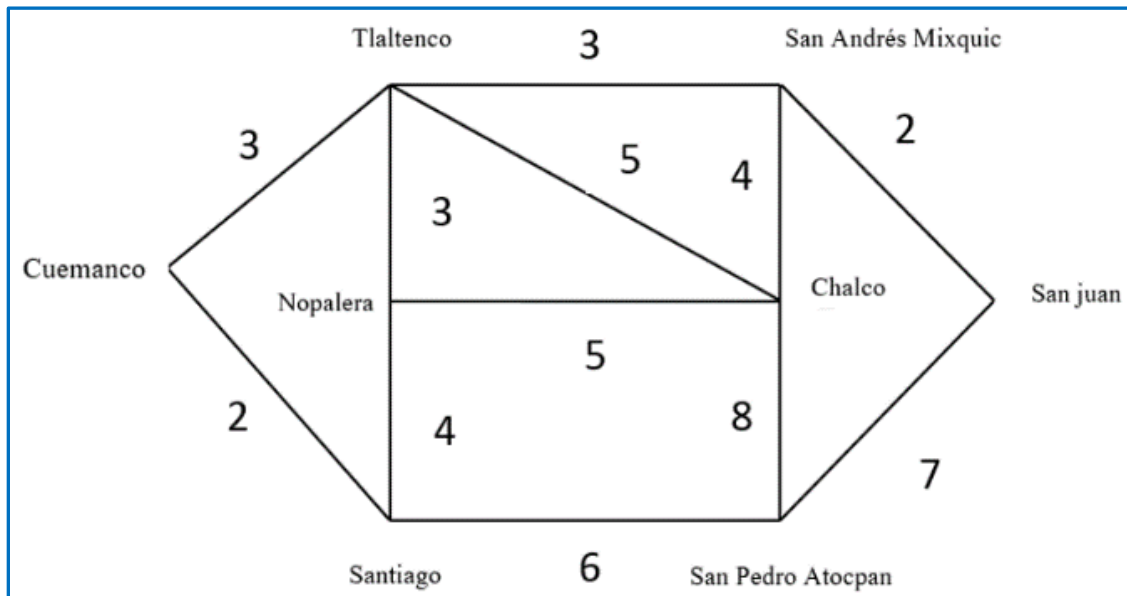 Tlaltenco 3 San Andrés Mixquic
3 5 4 2
3
Cuemanco Nopalera Chalco San juan
5
2 4 8
7
Santiago 6 San Pedro Atocpan